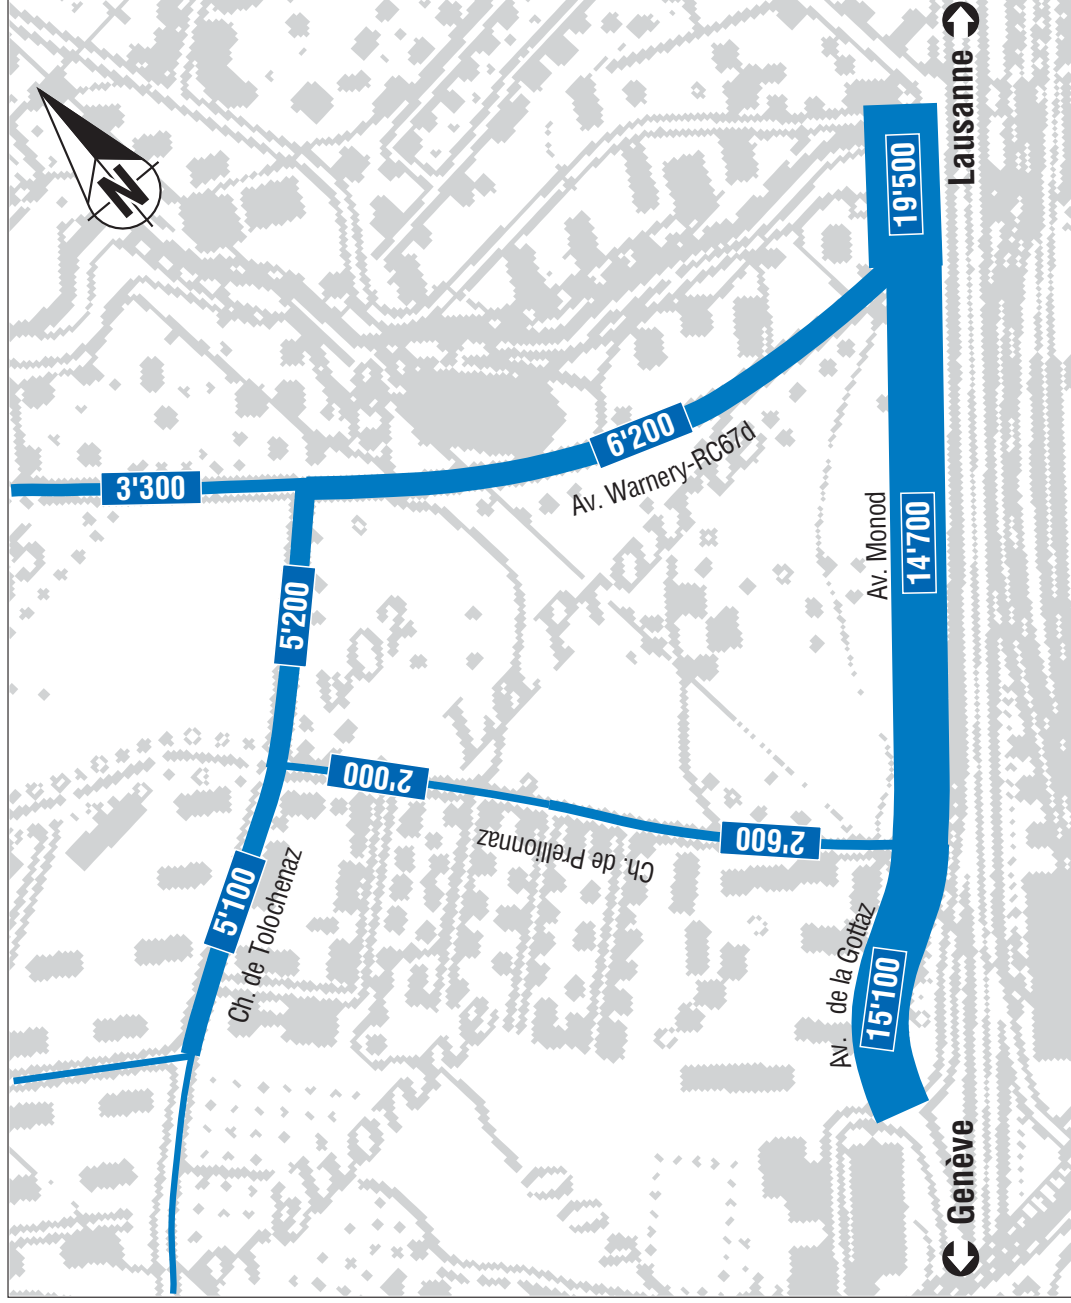 Lausanne
N
19'500
3'300
6'200
Av. Warnery-RC67d
Av. Monod
14'700
5'200
2'000
2'600
Ch. de Prellionnaz
5'100
Ch. de Tolochenaz
Av. de la Gottaz
15'100
Genève